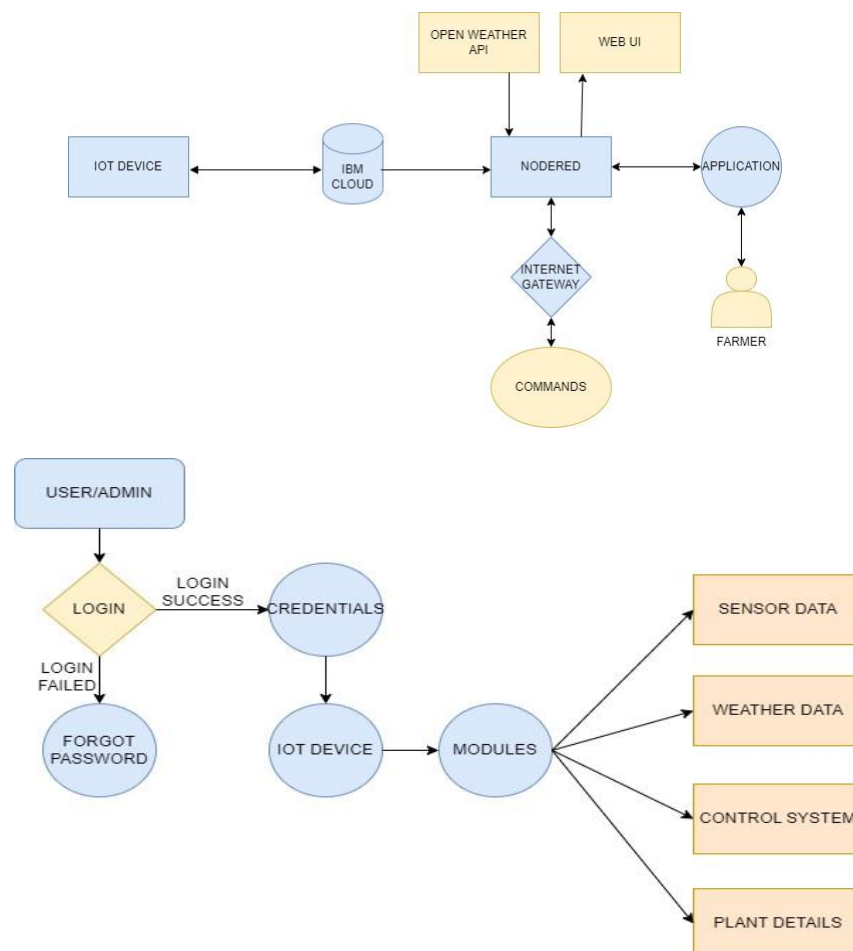 OPEN WEATHER
API
WEB UI
IOT DEVICE
IBM
CLOUD
NODERED
APPLICATION
INTERNET
GATEWAY
FARMER
COMMANDS
USER/ADMIN
LOGIN
SUCCESS
LOGIN
CREDENTIALS
SENSOR DATA
LOGIN
FAILED
FORGOT
PASSWORD
IOT DEVICE
MODULES
WEATHER DATA
CONTROL SYSTEM
PLANT DETAILS